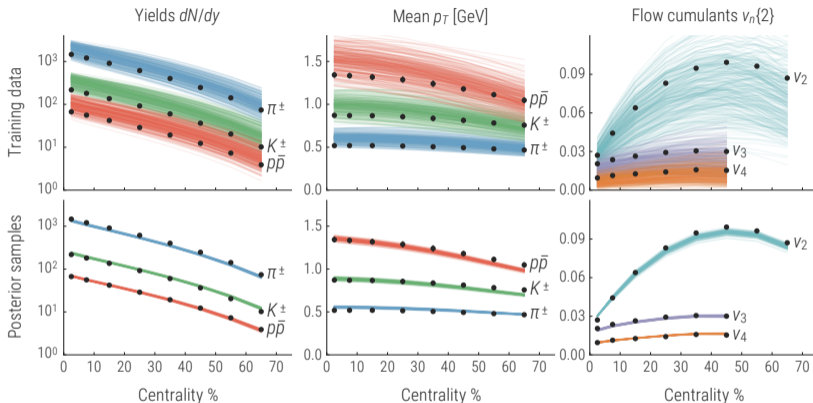 Yields dN/dy
Mean p_T [GeV]
Flow cumulants v_n{2}
Training data
10³
10²
10¹
10⁰
π±
K±
pp̄
1.5
1.0
0.5
0.0
pp̄
K±
π±
0.09
0.06
0.03
0.00
v₂
v₃
v₄
Posterior samples
10³
10²
10¹
10⁰
π±
K±
pp̄
0 10 20 30 40 50 60 70
Centrality %
1.5
1.0
0.5
0.0
pp̄
K±
π±
0 10 20 30 40 50 60 70
Centrality %
0.09
0.06
0.03
0.00
v₂
v₃
v₄
0 10 20 30 40 50 60 70
Centrality %